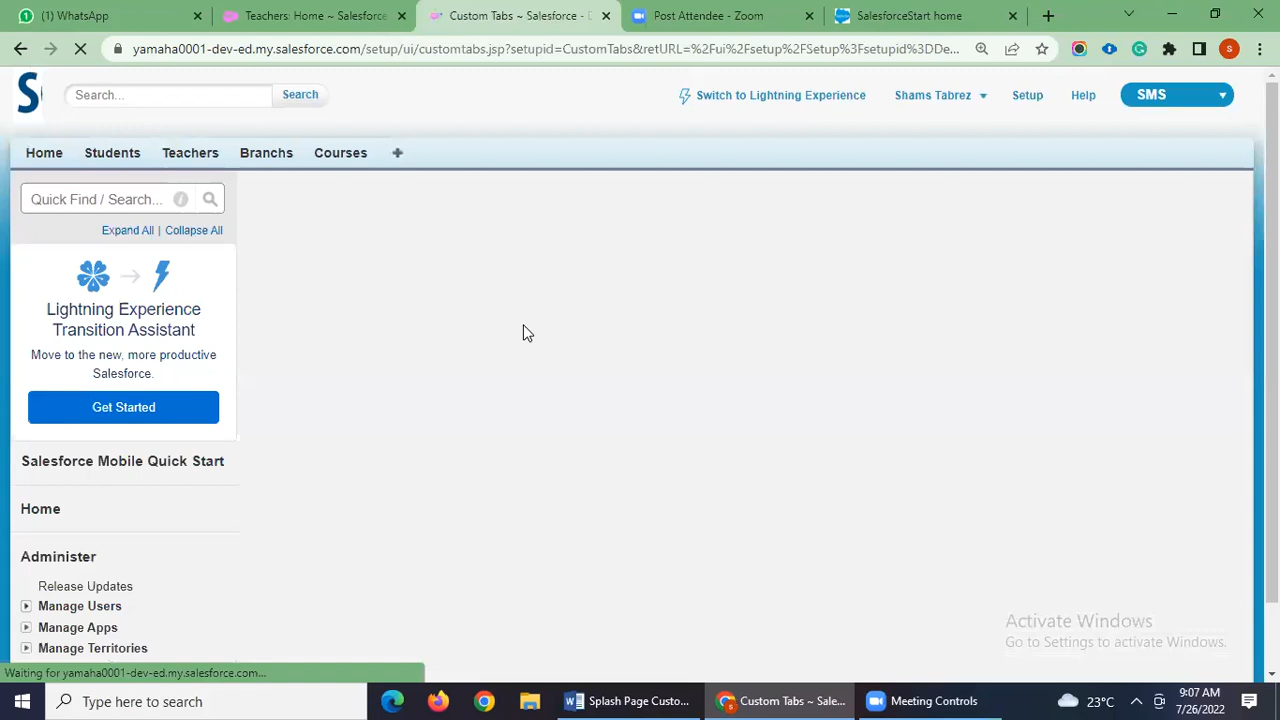 (1) WhatsApp
Teachers: Home ~ Salesforce
Custom Tabs ~ Salesforce - D
Post Attendee - Zoom
SalesforceStart home
yamaha0001-dev-ed.my.salesforce.com/setup/ui/customtabs.jsp?setupid=CustomTabs&retURL=%2Fui%2Fsetup%2FSetup%3Fsetupid%3DDe...
Search...
Search
Switch to Lightning Experience
Shams Tabrez
Setup
Help
SMS
Home
Students
Teachers
Branchs
Courses
Quick Find / Search...
Expand All | Collapse All
Lightning Experience
Transition Assistant
Move to the new, more productive
Salesforce.
Get Started
Salesforce Mobile Quick Start
Home
Administer
Release Updates
Manage Users
Manage Apps
Manage Territories
Activate Windows
Go to Settings to activate Windows.
Waiting for yamaha0001-dev-ed.my.salesforce.com...
Type here to search
Splash Page Custo...
Custom Tabs ~ Sale...
Meeting Controls
23°C
9:07 AM
7/26/2022